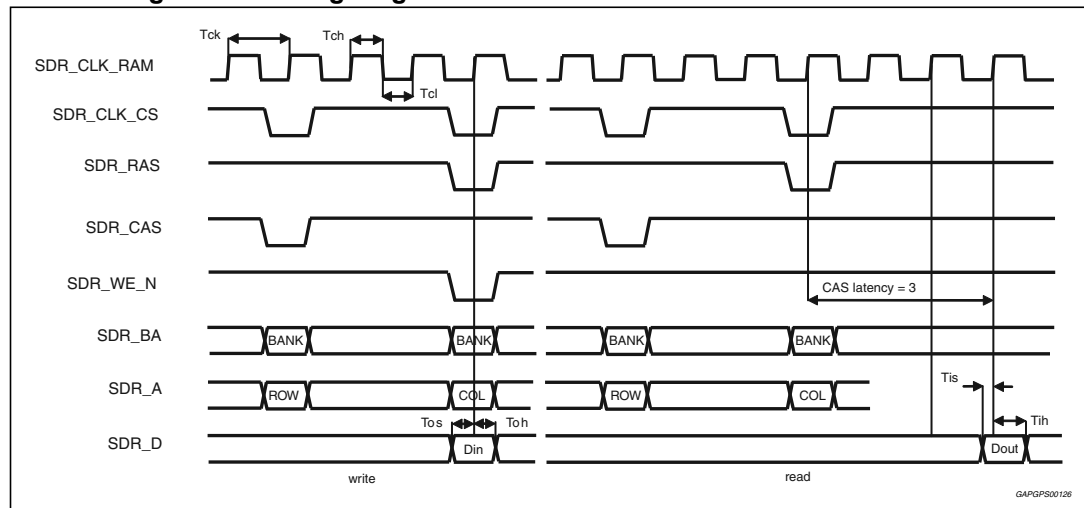 Tck Tch
SDR_CLK_RAM
Tcl
SDR_CLK_CS
SDR_RAS
SDR_CAS
SDR_WE_N
CAS latency = 3
SDR_BA BANK BANK BANK BANK
SDR_A ROW COL ROW COL Tis
Tos Toh Tih
SDR_D Din Dout
write read
GAPGPS00126